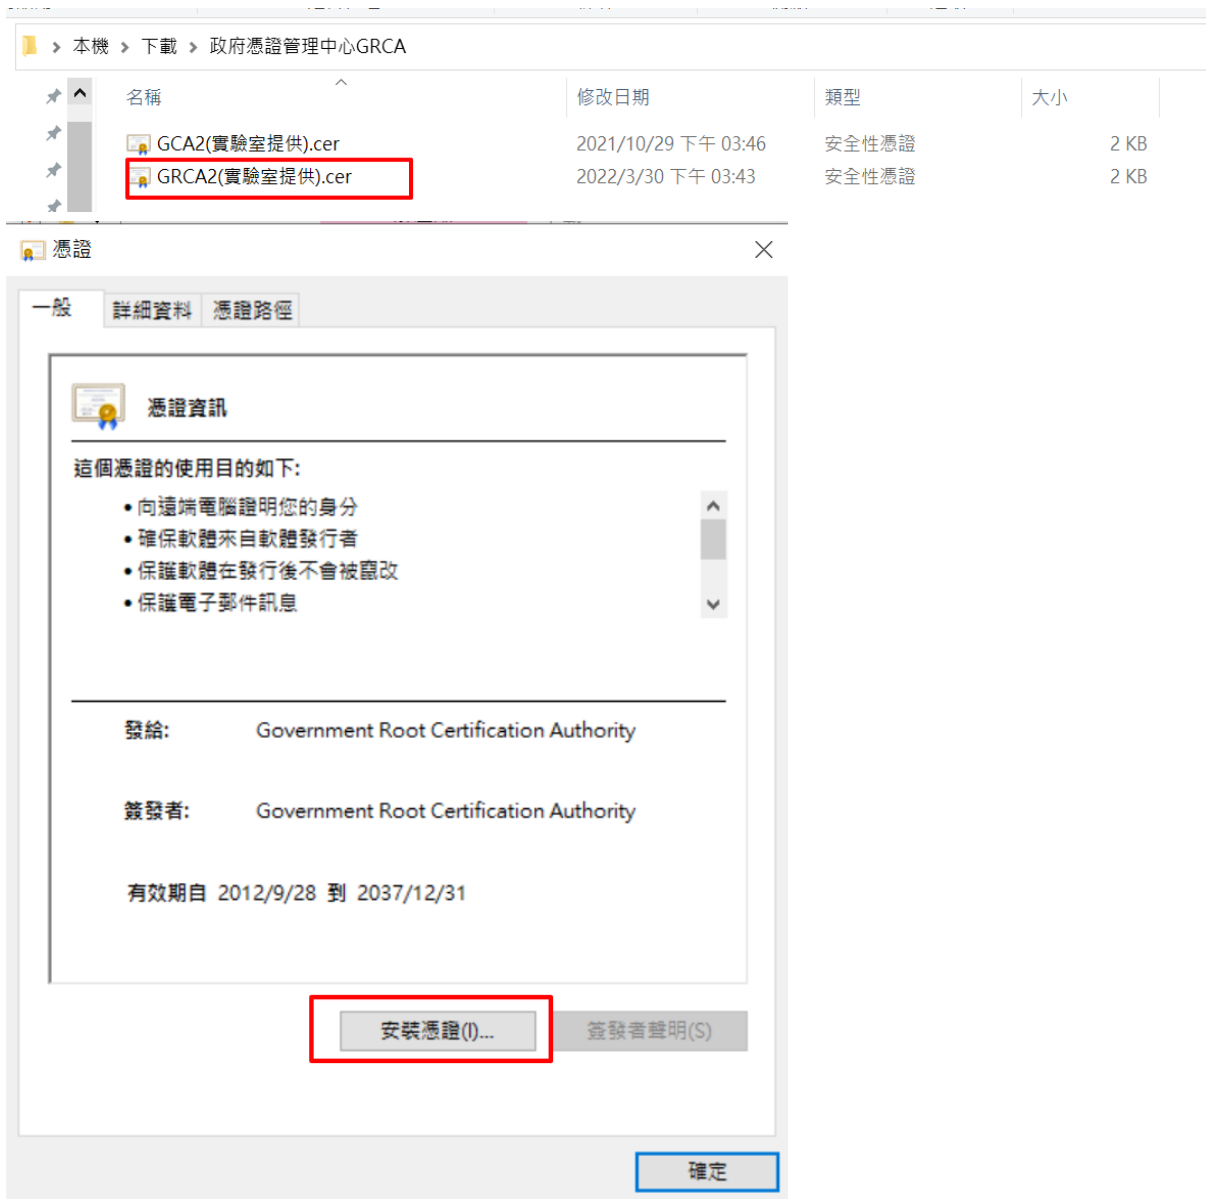 本機 > 下載 > 政府憑證管理中心GRCA
名稱 修改日期 類型 大小
GCA2(實驗室提供).cer 2021/10/29 下午 03:46 安全性憑證 2 KB
GRCA2(實驗室提供).cer 2022/3/30 下午 03:43 安全性憑證 2 KB
憑證
一般 詳細資料 憑證路徑
憑證資訊
這個憑證的使用目的如下:
• 向遠端電腦證明您的身分
• 確保軟體來自軟體發行者
• 保護軟體在發行後不會被竄改
• 保護電子郵件訊息
發給: Government Root Certification Authority
簽發者: Government Root Certification Authority
有效期自 2012/9/28 到 2037/12/31
安裝憑證(I)... 簽發者聲明(S)
確定